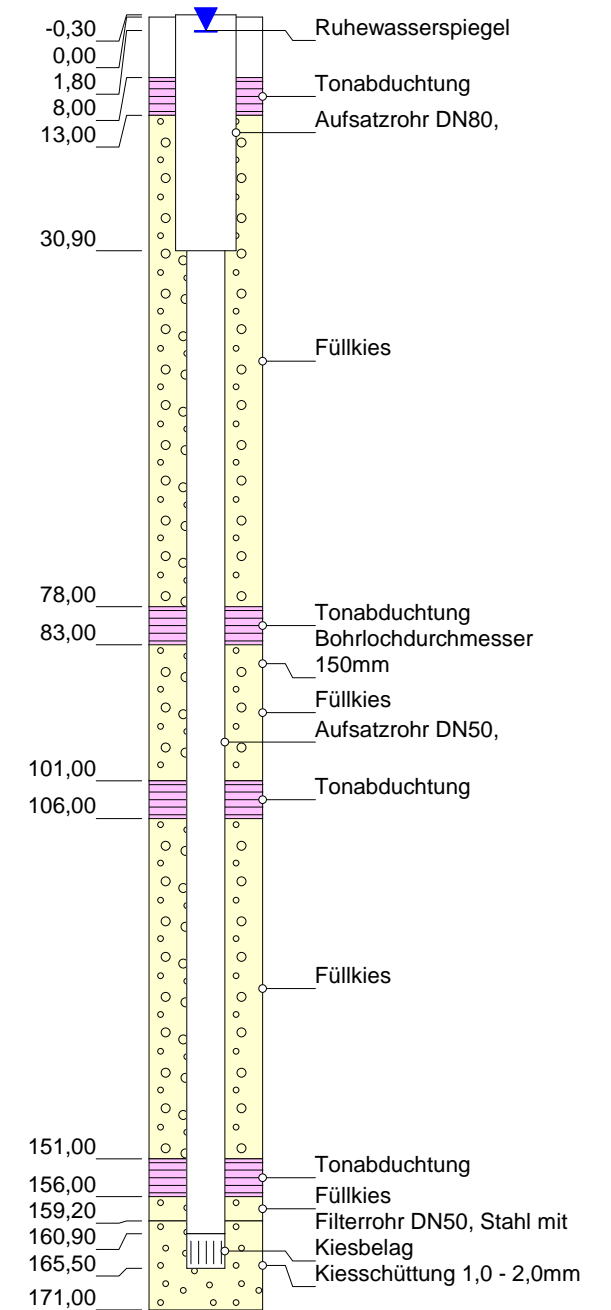 -0,30
0,00
1,80
8,00
13,00
30,90
78,00
83,00
101,00
106,00
151,00
156,00
159,20
160,90
165,50
171,00
Ruhewasserspiegel
Tonabduchtung
Aufsatzrohr DN80,
Füllkies
Tonabduchtung
Bohrlochdurchmesser
150mm
Füllkies
Aufsatzrohr DN50,
Tonabduchtung
Füllkies
Tonabduchtung
Füllkies
Filterrohr DN50, Stahl mit
Kiesbelag
Kiesschüttung 1,0 - 2,0mm